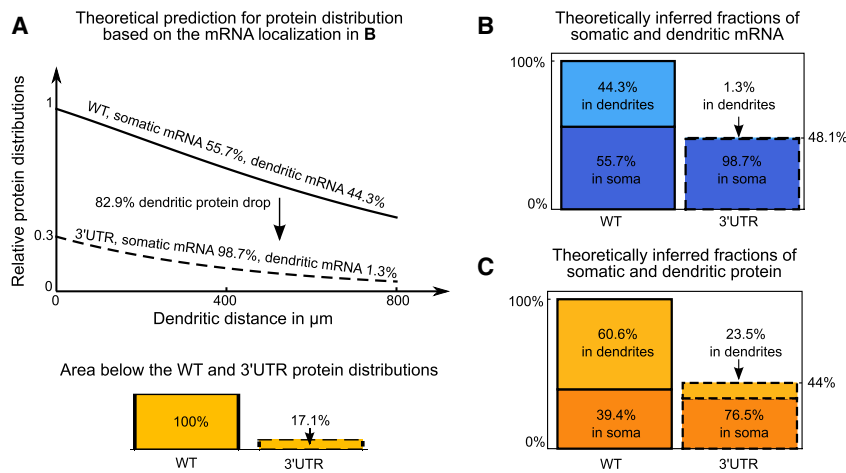 A
Theoretical prediction for protein distribution
based on the mRNA localization in B
Relative protein distributions
1
0.3
0
WT, somatic mRNA 55.7%, dendritic mRNA 44.3%
82.9% dendritic protein drop
3'UTR, somatic mRNA 98.7%, dendritic mRNA 1.3%
0
400
800
Dendritic distance in µm
Area below the WT and 3'UTR protein distributions
100%
17.1%
WT
3'UTR
B
Theoretically inferred fractions of
somatic and dendritic mRNA
100%
0%
44.3%
in dendrites
55.7%
in soma
1.3%
in dendrites
98.7%
in soma
48.1%
WT
3'UTR
C
Theoretically inferred fractions of
somatic and dendritic protein
100%
0%
60.6%
in dendrites
39.4%
in soma
23.5%
in dendrites
76.5%
in soma
44%
WT
3'UTR